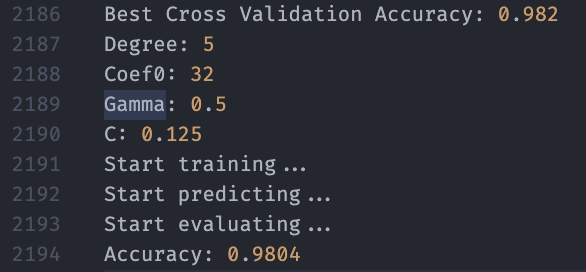 2186 Best Cross Validation Accuracy: 0.982
2187 Degree: 5
2188 Coef0: 32
2189 Gamma: 0.5
2190 C: 0.125
2191 Start training...
2192 Start predicting...
2193 Start evaluating...
2194 Accuracy: 0.9804